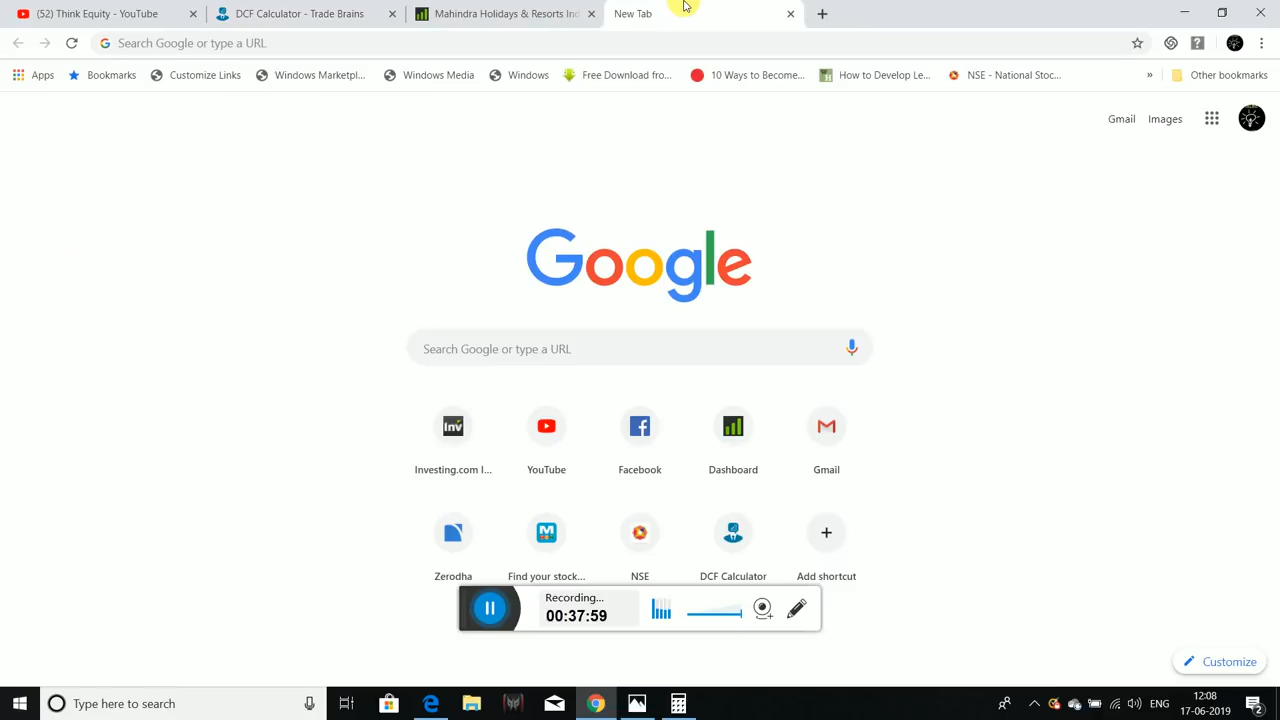 (52) Think Equity - YouTube
DCF Calculator - Trade Brains
Mahindra Holidays & Resorts Ind
New Tab
Search Google or type a URL
Apps
Bookmarks
Customize Links
Windows Marketpl...
Windows Media
Windows
Free Download fro...
10 Ways to Become...
How to Develop Le...
NSE - National Stoc...
»
Other bookmarks
Gmail
Images
Google
Search Google or type a URL
Investing.com I...
YouTube
Facebook
Dashboard
Gmail
Zerodha
Find your stock...
NSE
DCF Calculator
Add shortcut
Recording...
00:37:59
Customize
Type here to search
ENG
12:08
17-06-2019
2